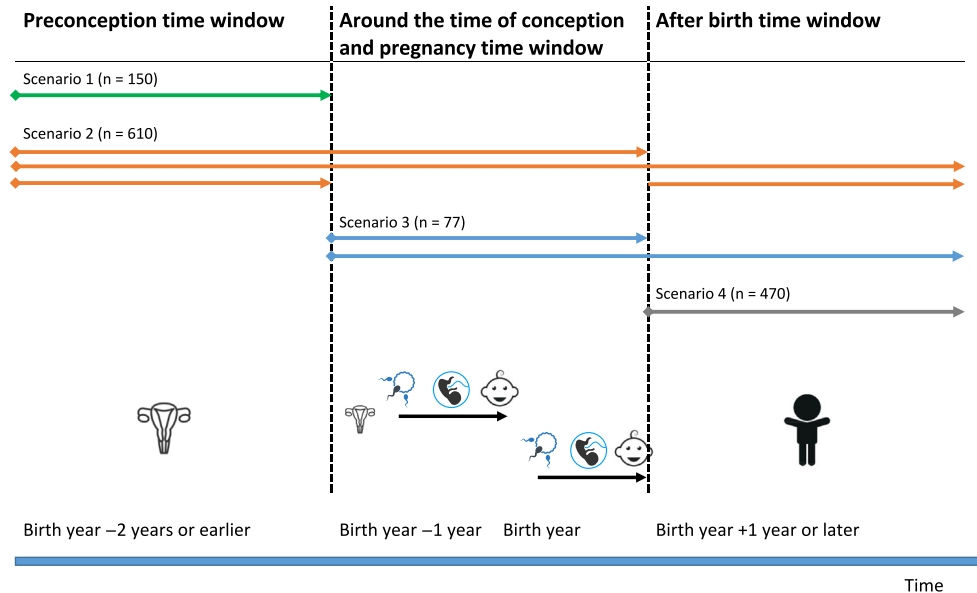 Preconception time window
Around the time of conception
and pregnancy time window
After birth time window
Scenario 1 (n = 150)
Scenario 2 (n = 610)
Scenario 3 (n = 77)
Scenario 4 (n = 470)
Birth year −2 years or earlier
Birth year −1 year
Birth year
Birth year +1 year or later
Time